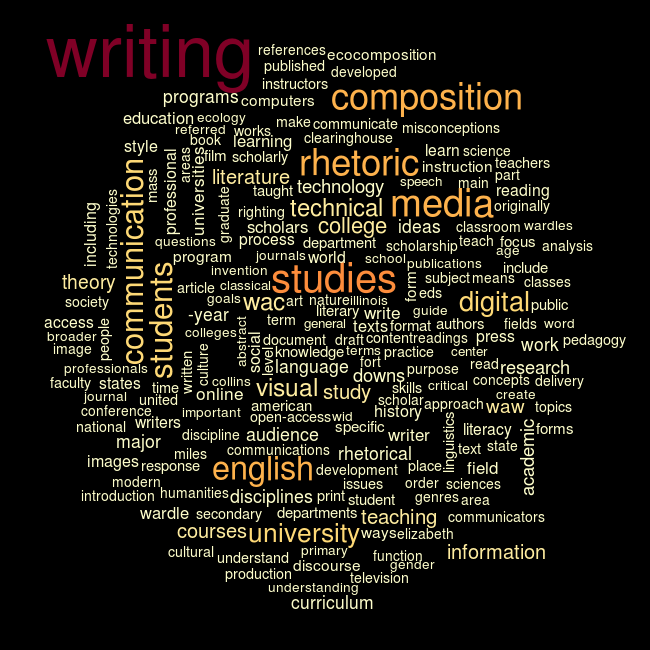 writing
references
ecocomposition
published
developed
instructors
programs
computers
composition
education
ecology
make
communicate
misconceptions
referred
works
clearinghouse
style
book
learning
film
scholarly
rhetoric
learn
science
instruction
teachers
areas
mass
professional
universities
literature
speech
main
part
taught
technology
media
reading
graduate
righting
technical
originally
including
technologies
communication
scholars
college
ideas
classroom
wardles
questions
process
department
scholarship
teach
focus
analysis
program
journals
world
school
publications
age
invention
studies
form
subject
means
include
theory
students
article
classical
eds
classes
goals
wac
art
nature
illinois
digital
public
society
-year
literary
write
guide
access
term
general
texts
format
authors
fields
word
broader
people
colleges
abstract
social
document
draft
content
readings
press
work
pedagogy
image
written
culture
level
knowledge
terms
practice
center
professionals
language
fort
purpose
read
research
faculty
states
time
collins
downs
skills
critical
concepts
delivery
journal
united
online
visual
study
scholar
create
conference
important
american
history
approach
waw
topics
national
writers
open-access
wid
discipline
audience
specific
writer
linguistics
literacy
forms
major
miles
communications
rhetorical
text
state
academic
images
response
english
development
place
field
modern
issues
order
sciences
introduction
humanities
disciplines
print
student
genres
area
wardle
secondary
departments
teaching
communicators
courses
university
ways
elizabeth
cultural
understand
primary
function
information
discourse
gender
production
television
understanding
curriculum